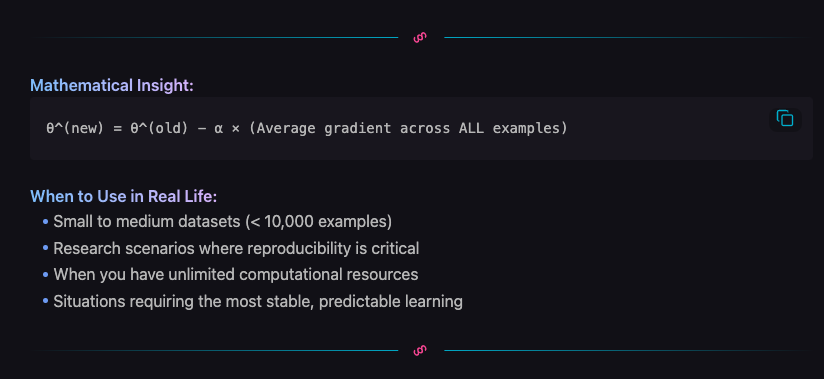 §
Mathematical Insight:
θ^(new) = θ^(old) − α × (Average gradient across ALL examples)
When to Use in Real Life:
• Small to medium datasets (< 10,000 examples)
• Research scenarios where reproducibility is critical
• When you have unlimited computational resources
• Situations requiring the most stable, predictable learning
§